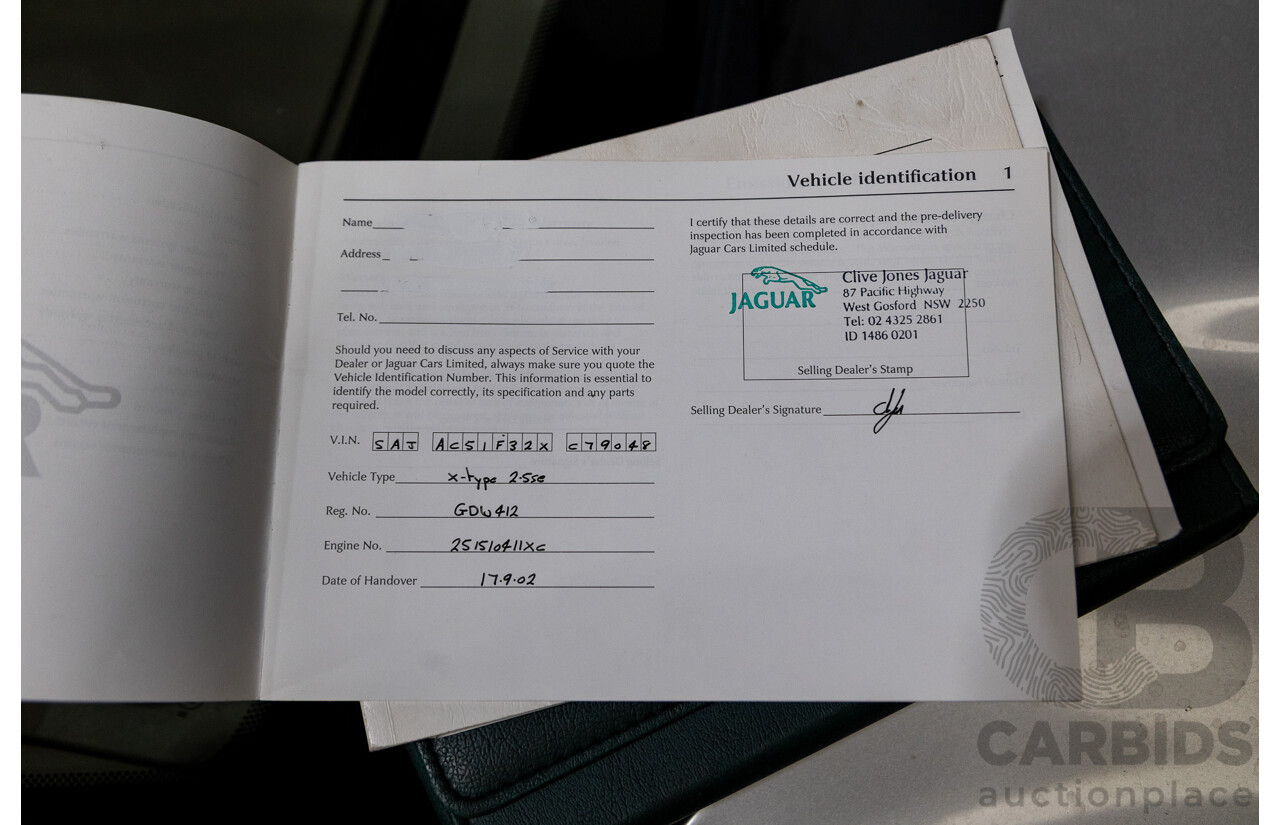 Vehicle identification 1
Name
Address
Tel. No.
Should you need to discuss any aspects of Service with your
Dealer or Jaguar Cars Limited, always make sure you quote the
Vehicle Identification Number. This information is essential to
identify the model correctly, its specification and any parts
required.
V.I.N. SAJ AC51F32X C79048
Vehicle Type x-type 2.5se
Reg. No. GDW412
Engine No. 251510411XC
Date of Handover 17.9.02
I certify that these details are correct and the pre-delivery
inspection has been completed in accordance with
Jaguar Cars Limited schedule.
JAGUAR
Clive Jones Jaguar
87 Pacific Highway
West Gosford NSW 2250
Tel: 02 4325 2861
ID 1486 0201
Selling Dealer's Stamp
Selling Dealer's Signature
CB
CARBIDS
auctionplace